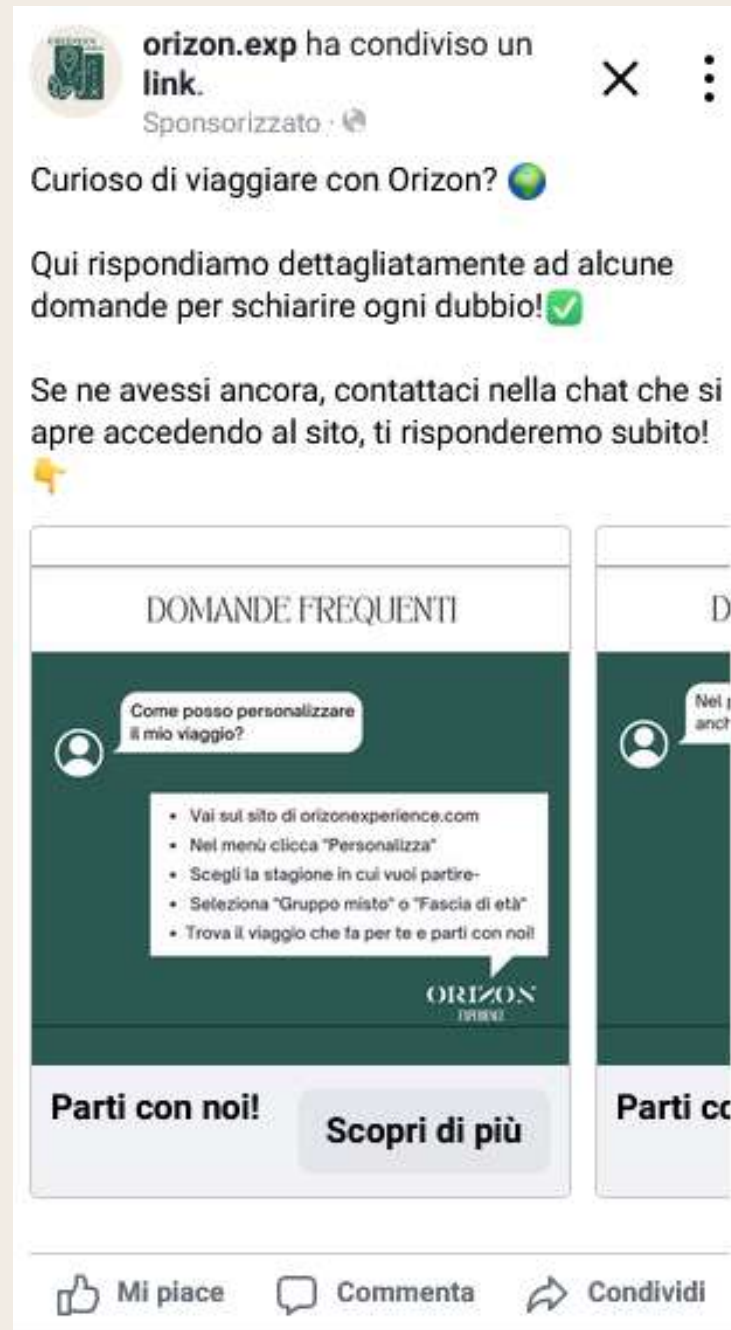 orizon.exp ha condiviso un
link.
Sponsorizzato ·
Curioso di viaggiare con Orizon? 🌍
Qui rispondiamo dettagliatamente ad alcune
domande per schiarire ogni dubbio!✅
Se ne avessi ancora, contattaci nella chat che si
apre accedendo al sito, ti risponderemo subito!
👇
DOMANDE FREQUENTI
Come posso personalizzare
il mio viaggio?
• Vai sul sito di orizonexperience.com
• Nel menù clicca "Personalizza"
• Scegli la stagione in cui vuoi partire-
• Seleziona "Gruppo misto" o "Fascia di età"
• Trova il viaggio che fa per te e parti con noi!
ORIZON
Parti con noi!
Scopri di più
D
Nel
anch
Parti co
Mi piace
Commenta
Condividi